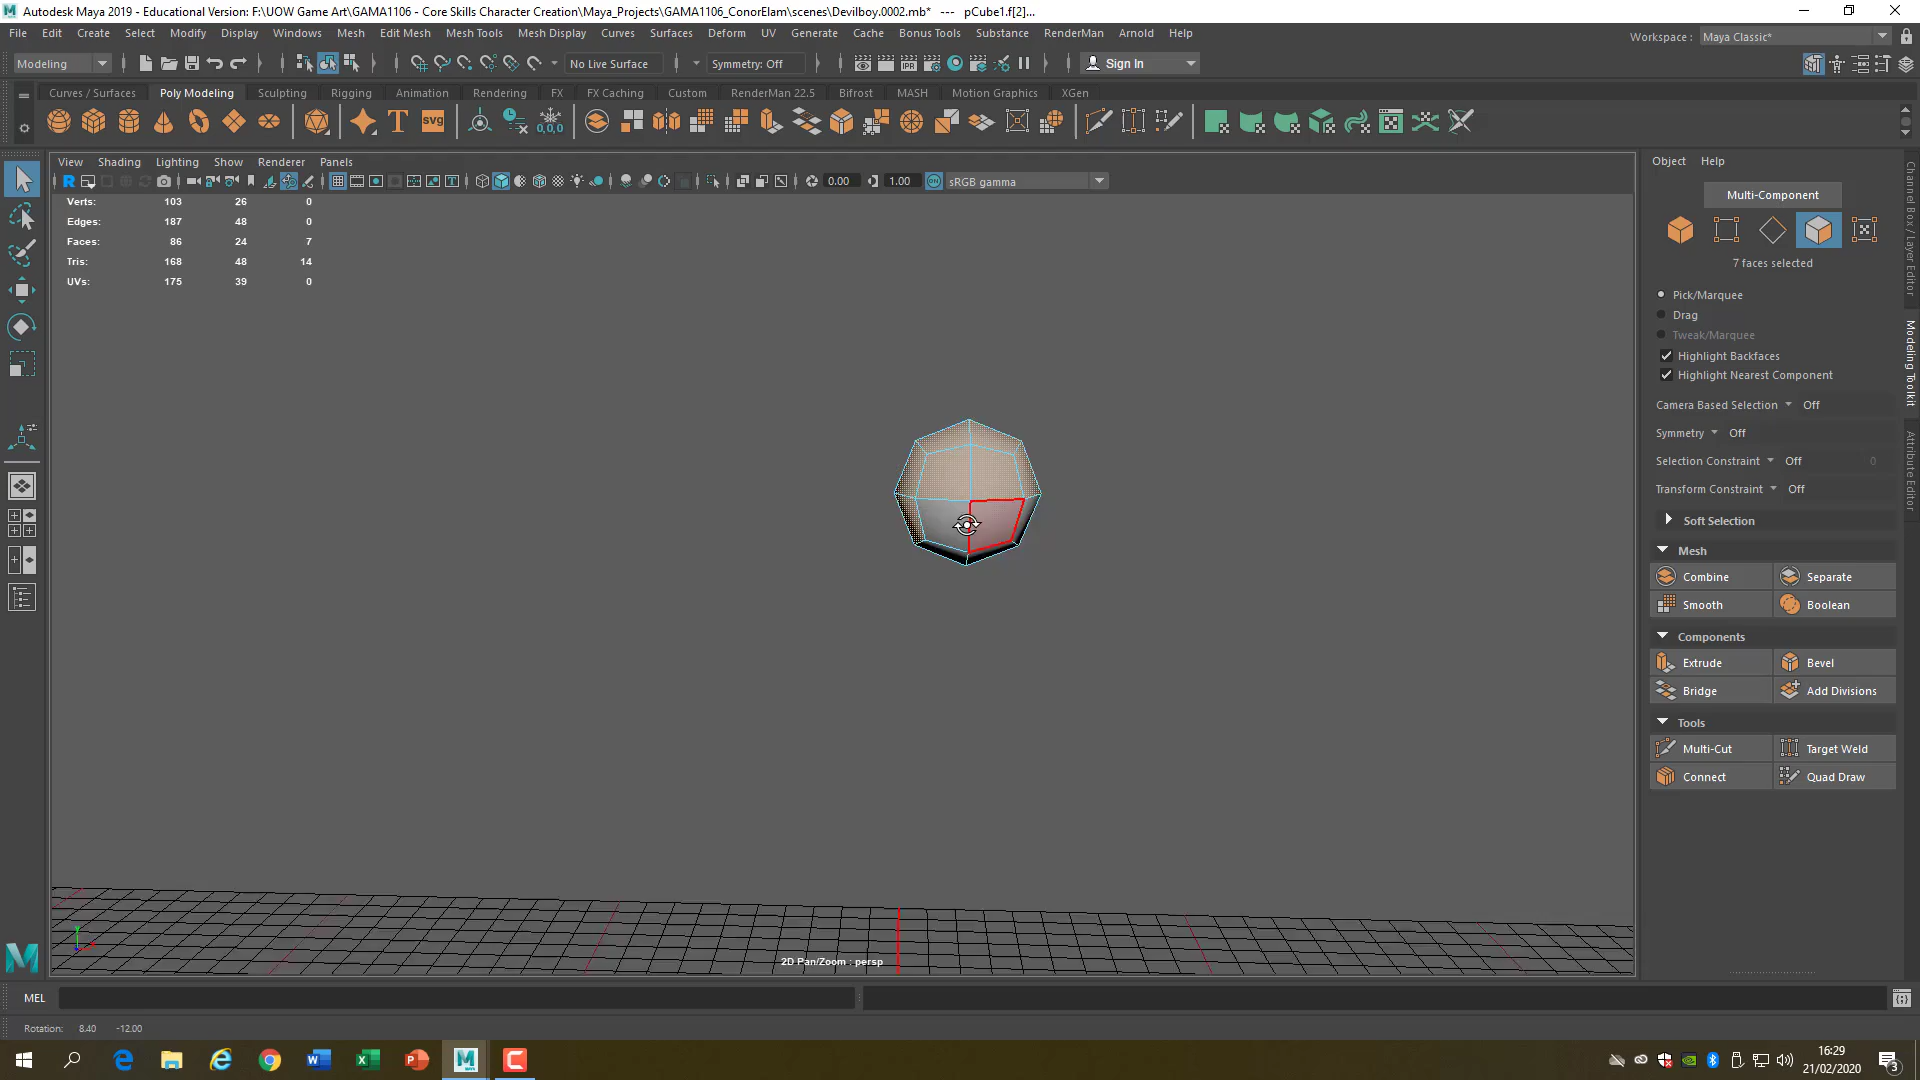 Autodesk Maya 2019 - Educational Version: F:\UOW Game Art\GAMA1106 - Core Skills Character Creation\Maya_Projects\GAMA1106_ConorElam\scenes\Devilboy.0002.mb* --- pCube1.f[2]...
File Edit Create Select Modify Display Windows Mesh Edit Mesh Mesh Tools Mesh Display Curves Surfaces Deform UV Generate Cache Bonus Tools Substance RenderMan Arnold Help
Workspace : Maya Classic*
Modeling No Live Surface Symmetry: Off Sign In
Curves / Surfaces Poly Modeling Sculpting Rigging Animation Rendering FX FX Caching Custom RenderMan 22.5 Bifrost MASH Motion Graphics XGen
T svg 0,0,0
View Shading Lighting Show Renderer Panels
R 0.00 1.00 ON sRGB gamma
Verts: 103 26 0
Edges: 187 48 0
Faces: 86 24 7
Tris: 168 48 14
UVs: 175 39 0
2D Pan/Zoom : persp
Object Help
Multi-Component
7 faces selected
Pick/Marquee
Drag
Tweak/Marquee
Highlight Backfaces
Highlight Nearest Component
Camera Based Selection Off
Symmetry Off
Selection Constraint Off 0
Transform Constraint Off
Soft Selection
Mesh
Combine Separate
Smooth Boolean
Components
Extrude Bevel
Bridge Add Divisions
Tools
Multi-Cut Target Weld
Connect Quad Draw
Channel Box / Layer Editor
Modeling Toolkit
Attribute Editor
MEL
Rotation: 8.40 -12.00
16:29
21/02/2020
3